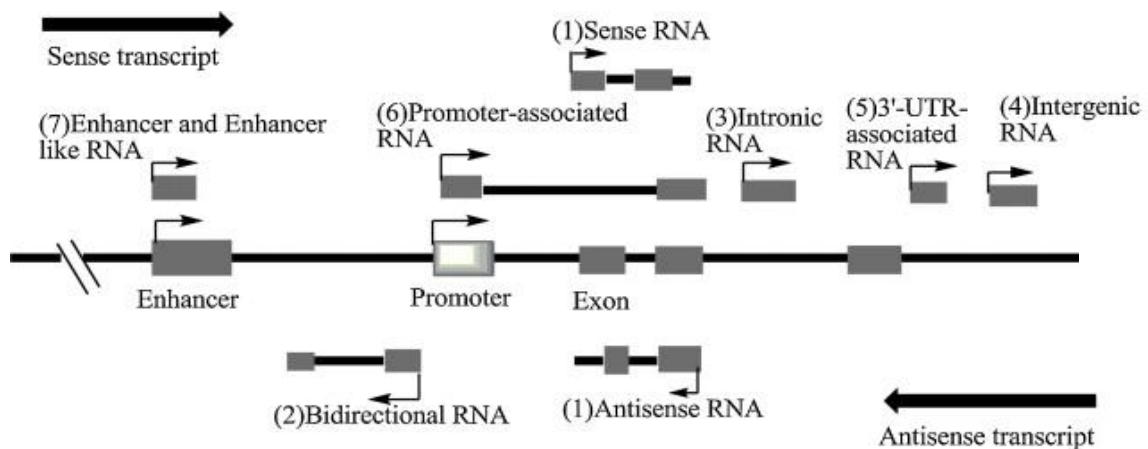 (1)Sense RNA
Sense transcript
(7)Enhancer and Enhancer
like RNA
(6)Promoter-associated
RNA
(3)Intronic
RNA
(5)3'-UTR-
associated
RNA
(4)Intergenic
RNA
Enhancer
Promoter
Exon
(2)Bidirectional RNA
(1)Antisense RNA
Antisense transcript